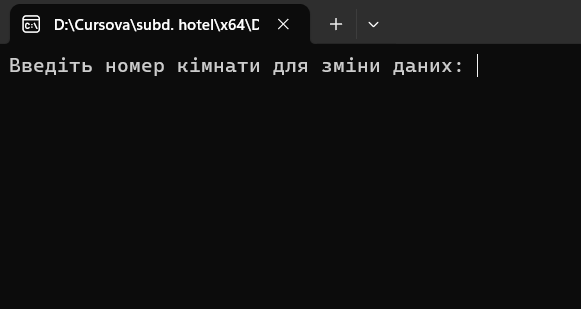 D:\Cursova\subd. hotel\x64\D
Введіть номер кімнати для зміни даних: